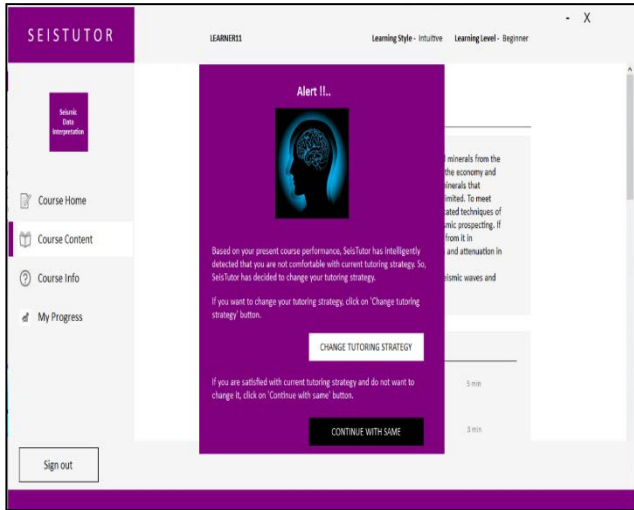 - X
SEISTUTOR
LEARNER11
Learning Style - Intuitive Learning Level - Beginner
Seismic
Data
Interpretation
Course Home
Course Content
Course Info
My Progress
Sign out
Alert !!..
Based on your present course performance, SeisTutor has intelligently
detected that you are not comfortable with current tutoring strategy. So,
SeisTutor has decided to change your tutoring strategy.
If you want to change your tutoring strategy, click on 'Change tutoring
strategy' button.
CHANGE TUTORING STRATEGY
If you are satisfied with current tutoring strategy and do not want to
change it, click on 'Continue with same' button.
CONTINUE WITH SAME
minerals from the
the economy and
minerals that
imited. To meet
cated techniques of
mic prospecting. If
from it in
and attenuation in
eismic waves and
5 min
3 min